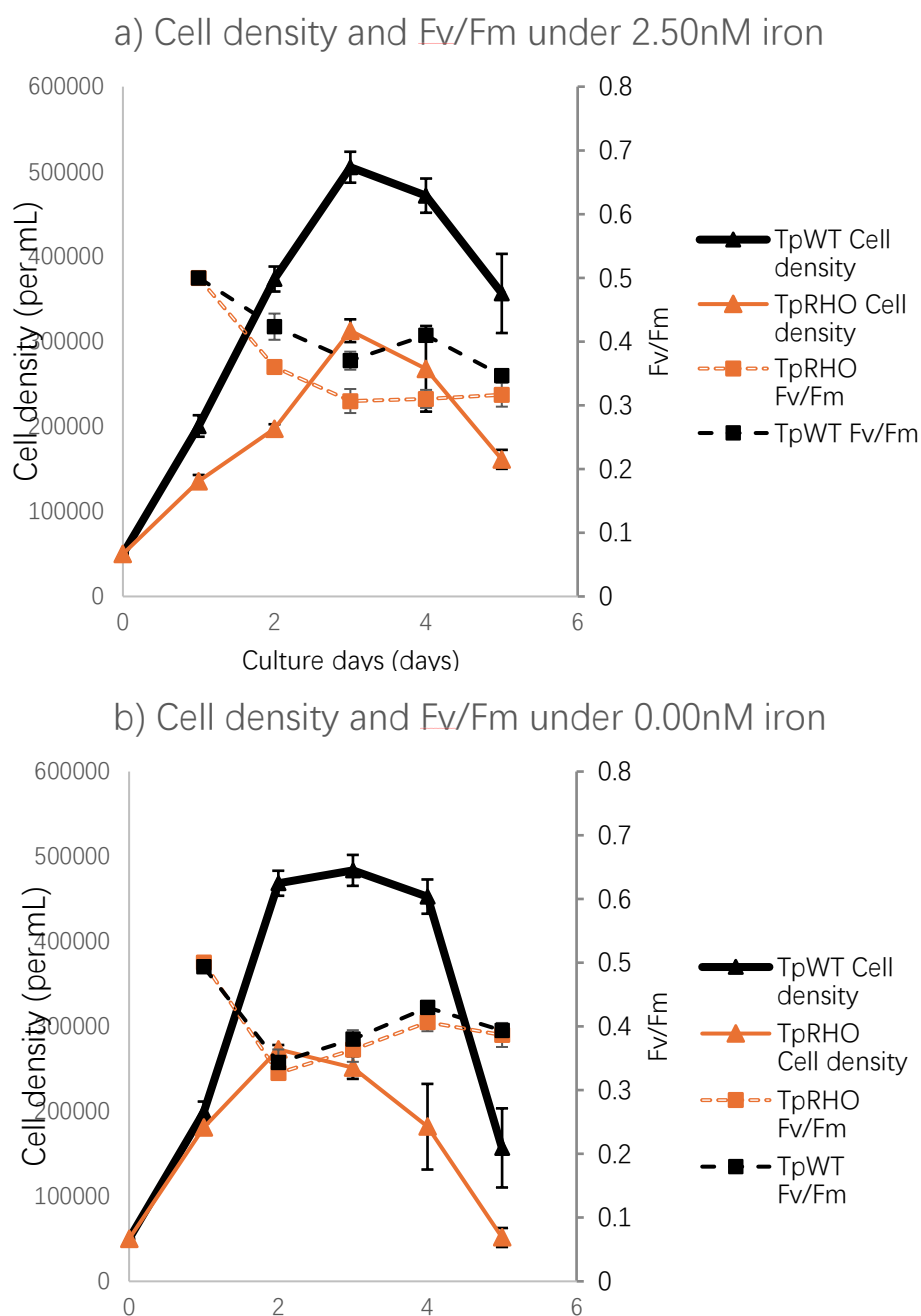 a) Cell density and Fv/Fm under 2.50nM iron
600000
500000
400000
300000
200000
100000
0
Cell density (per mL)
0
2
4
6
Culture days (days)
0.8
0.7
0.6
0.5
0.4
0.3
0.2
0.1
0
Fv/Fm
TpWT Cell
density
TpRHO Cell
density
TpRHO
Fv/Fm
TpWT Fv/Fm
b) Cell density and Fv/Fm under 0.00nM iron
600000
500000
400000
300000
200000
100000
0
Cell density (per mL)
0
2
4
6
0.8
0.7
0.6
0.5
0.4
0.3
0.2
0.1
0
Fv/Fm
TpWT Cell
density
TpRHO
Cell density
TpRHO
Fv/Fm
TpWT
Fv/Fm